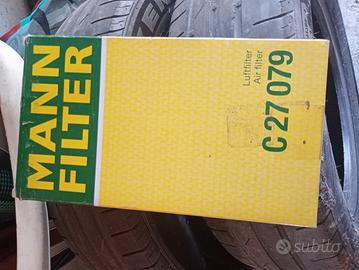 MANN
FILTER
Luftfilter
Air filter
C 27 079
subito